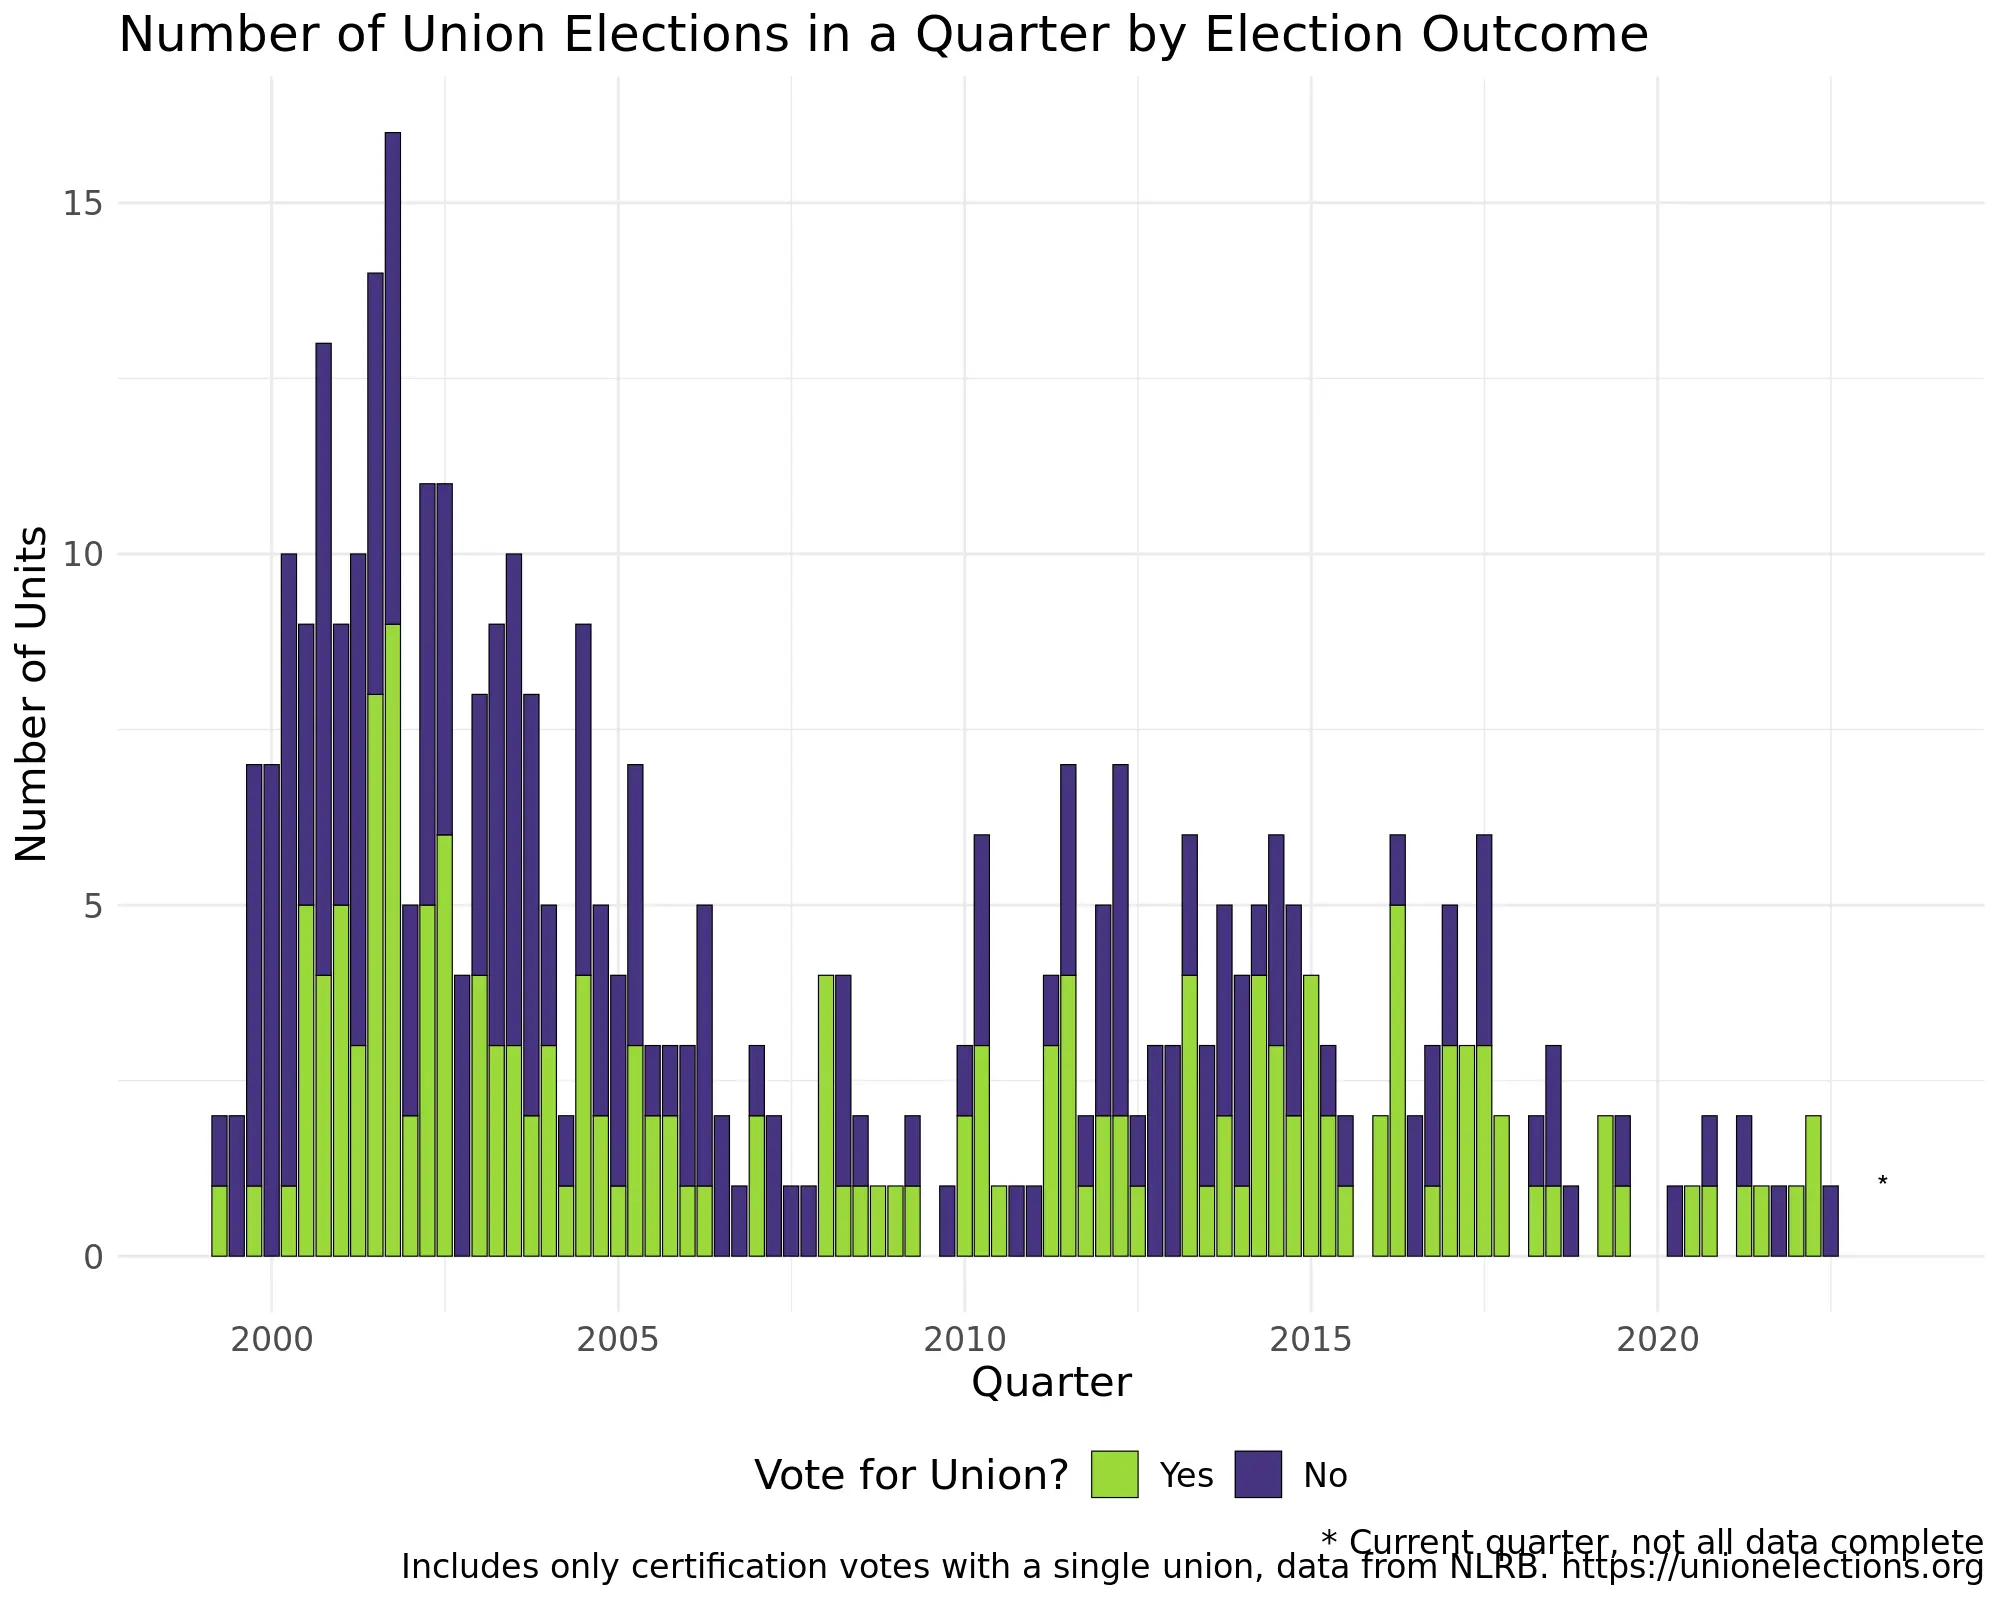 Number of Union Elections in a Quarter by Election Outcome
Number of Units
15
10
5
0
*
2000 2005 2010 2015 2020
Quarter
Vote for Union? Yes No
* Current quarter, not all data complete
Includes only certification votes with a single union, data from NLRB. https://unionelections.org